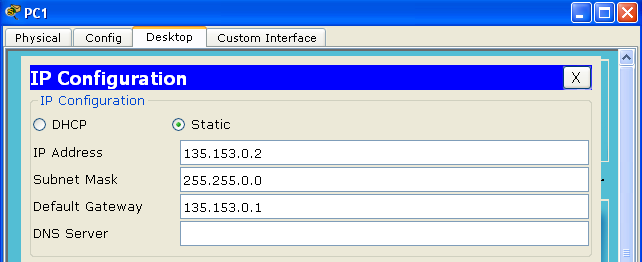 PC1
Physical Config Desktop Custom Interface
IP Configuration X
IP Configuration
DHCP Static
IP Address 135.153.0.2
Subnet Mask 255.255.0.0
Default Gateway 135.153.0.1
DNS Server